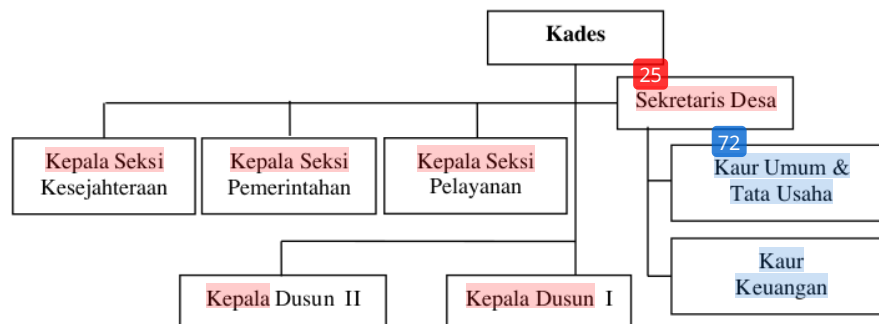 Kades
25
Sekretaris Desa
Kepala Seksi
Kesejahteraan
Kepala Seksi
Pemerintahan
Kepala Seksi
Pelayanan
72
Kaur Umum &
Tata Usaha
Kaur
Keuangan
Kepala Dusun II
Kepala Dusun I